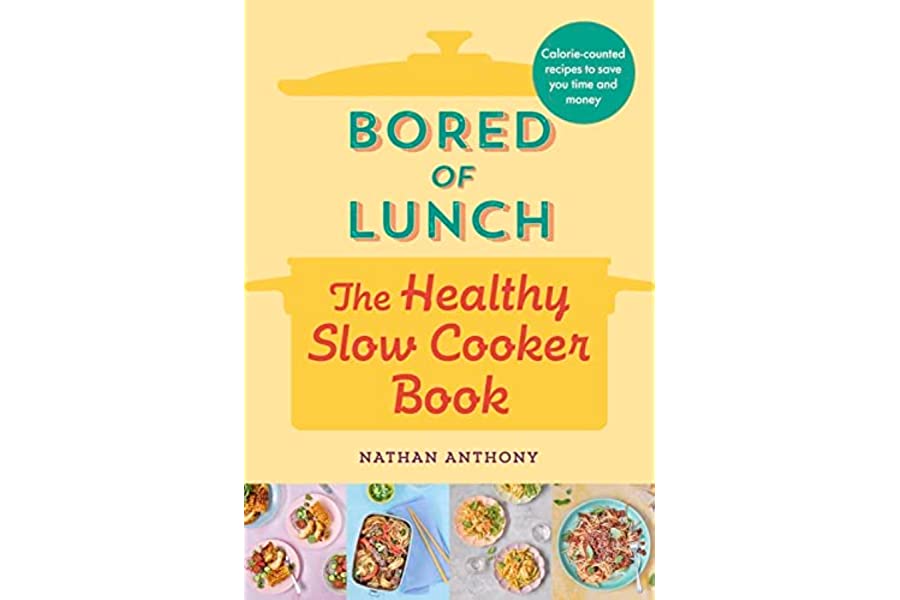 Calorie-counted
recipes to save
you time and
money
BORED
OF
LUNCH
The Healthy
Slow Cooker
Book
NATHAN ANTHONY